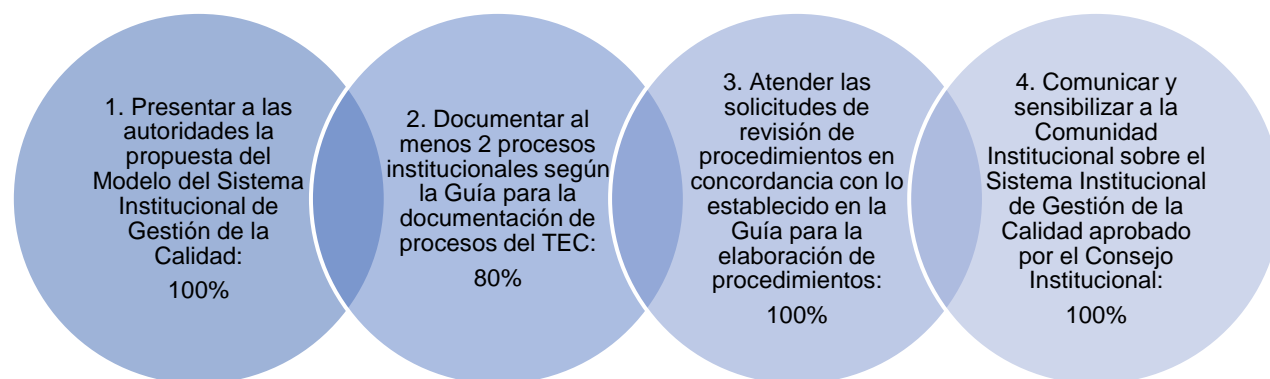 1. Presentar a las
autoridades la
propuesta del
Modelo del Sistema
Institucional de
Gestión de la
Calidad:
100%
2. Documentar al
menos 2 procesos
institucionales según
la Guía para la
documentación de
procesos del TEC:
80%
3. Atender las
solicitudes de
revisión de
procedimientos en
concordancia con lo
establecido en la
Guía para la
elaboración de
procedimientos:
100%
4. Comunicar y
sensibilizar a la
Comunidad
Institucional sobre el
Sistema Institucional
de Gestión de la
Calidad aprobado
por el Consejo
Institucional:
100%